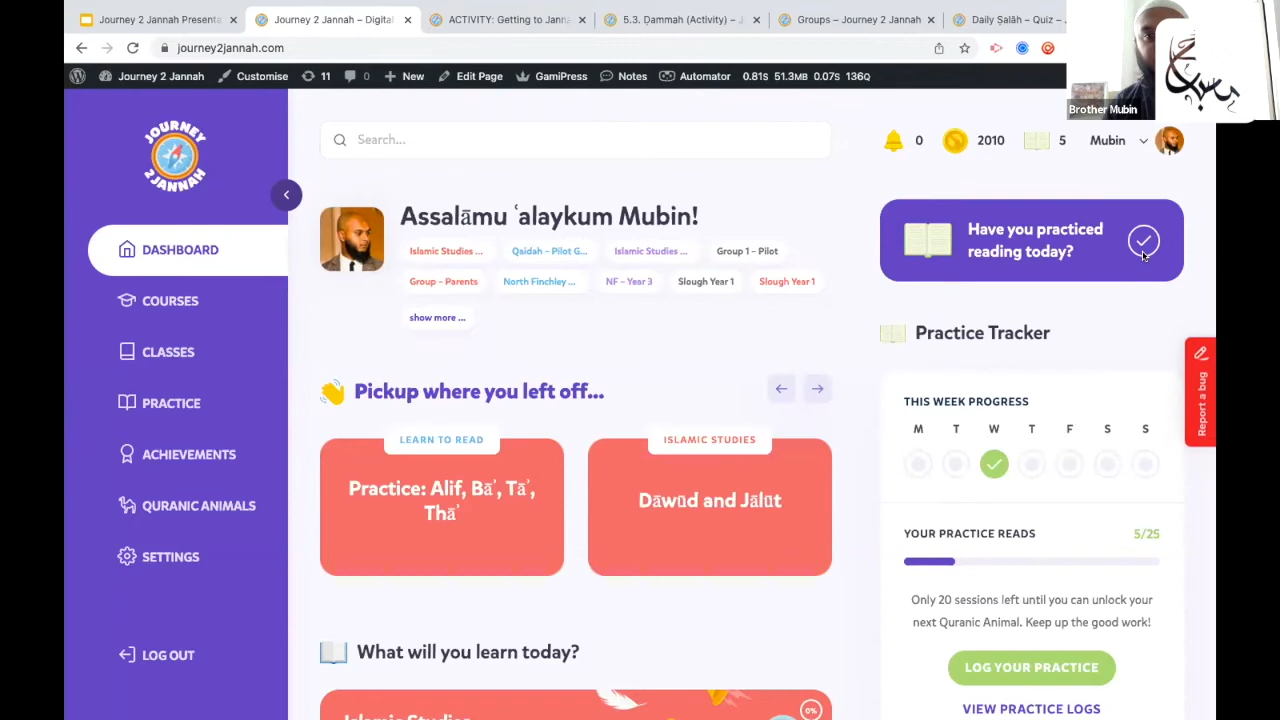 Journey 2 Jannah Presente
Journey 2 Jannah – Digital
ACTIVITY: Getting to Jannah
5.3. Ḍammah (Activity) – J
Groups – Journey 2 Jannah
Daily Ṣalāh – Quiz –
journey2jannah.com
Journey 2 Jannah
Customise
11
0
New
Edit Page
GamiPress
Notes
Automator
0.81S 51.3MB 0.07S 136Q
Brother Mubin
JOURNEY
2 JANNAH
Search...
0
2010
5
Mubin
Assalāmu ʿalaykum Mubin!
Islamic Studies ...
Qaidah – Pilot G...
Islamic Studies ...
Group 1 – Pilot
Group – Parents
North Finchley ...
NF – Year 3
Slough Year 1
Slough Year 1
show more ...
Have you practiced
reading today?
DASHBOARD
COURSES
CLASSES
PRACTICE
ACHIEVEMENTS
QURANIC ANIMALS
SETTINGS
LOG OUT
Pickup where you left off...
LEARN TO READ
Practice: Alif, Bāʾ, Tāʾ,
Thāʾ
ISLAMIC STUDIES
Dāwūd and Jālūt
What will you learn today?
Islamic Studies
0%
Practice Tracker
THIS WEEK PROGRESS
M T W T F S S
YOUR PRACTICE READS
5/25
Only 20 sessions left until you can unlock your
next Quranic Animal. Keep up the good work!
LOG YOUR PRACTICE
VIEW PRACTICE LOGS
Report a bug